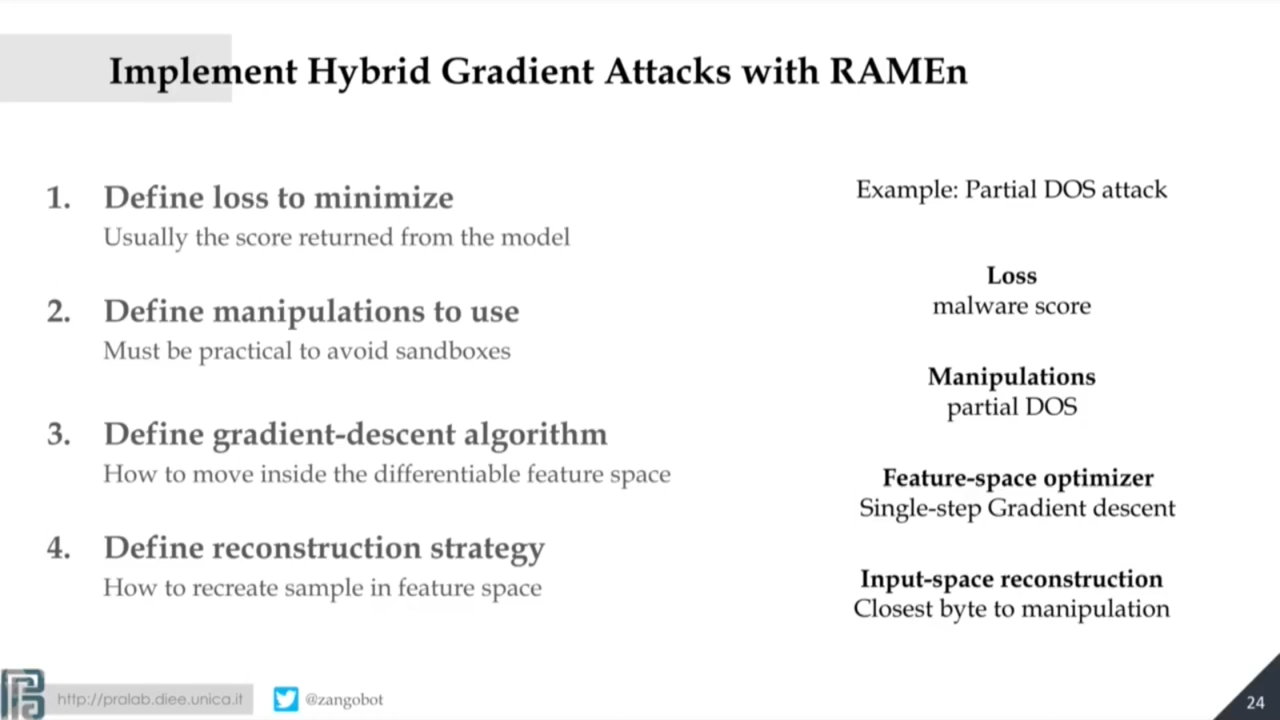 Implement Hybrid Gradient Attacks with RAMEn
1. Define loss to minimize
Usually the score returned from the model
2. Define manipulations to use
Must be practical to avoid sandboxes
3. Define gradient-descent algorithm
How to move inside the differentiable feature space
4. Define reconstruction strategy
How to recreate sample in feature space
Example: Partial DOS attack
Loss
malware score
Manipulations
partial DOS
Feature-space optimizer
Single-step Gradient descent
Input-space reconstruction
Closest byte to manipulation
http://pralab.diee.unica.it
@zangobot
24